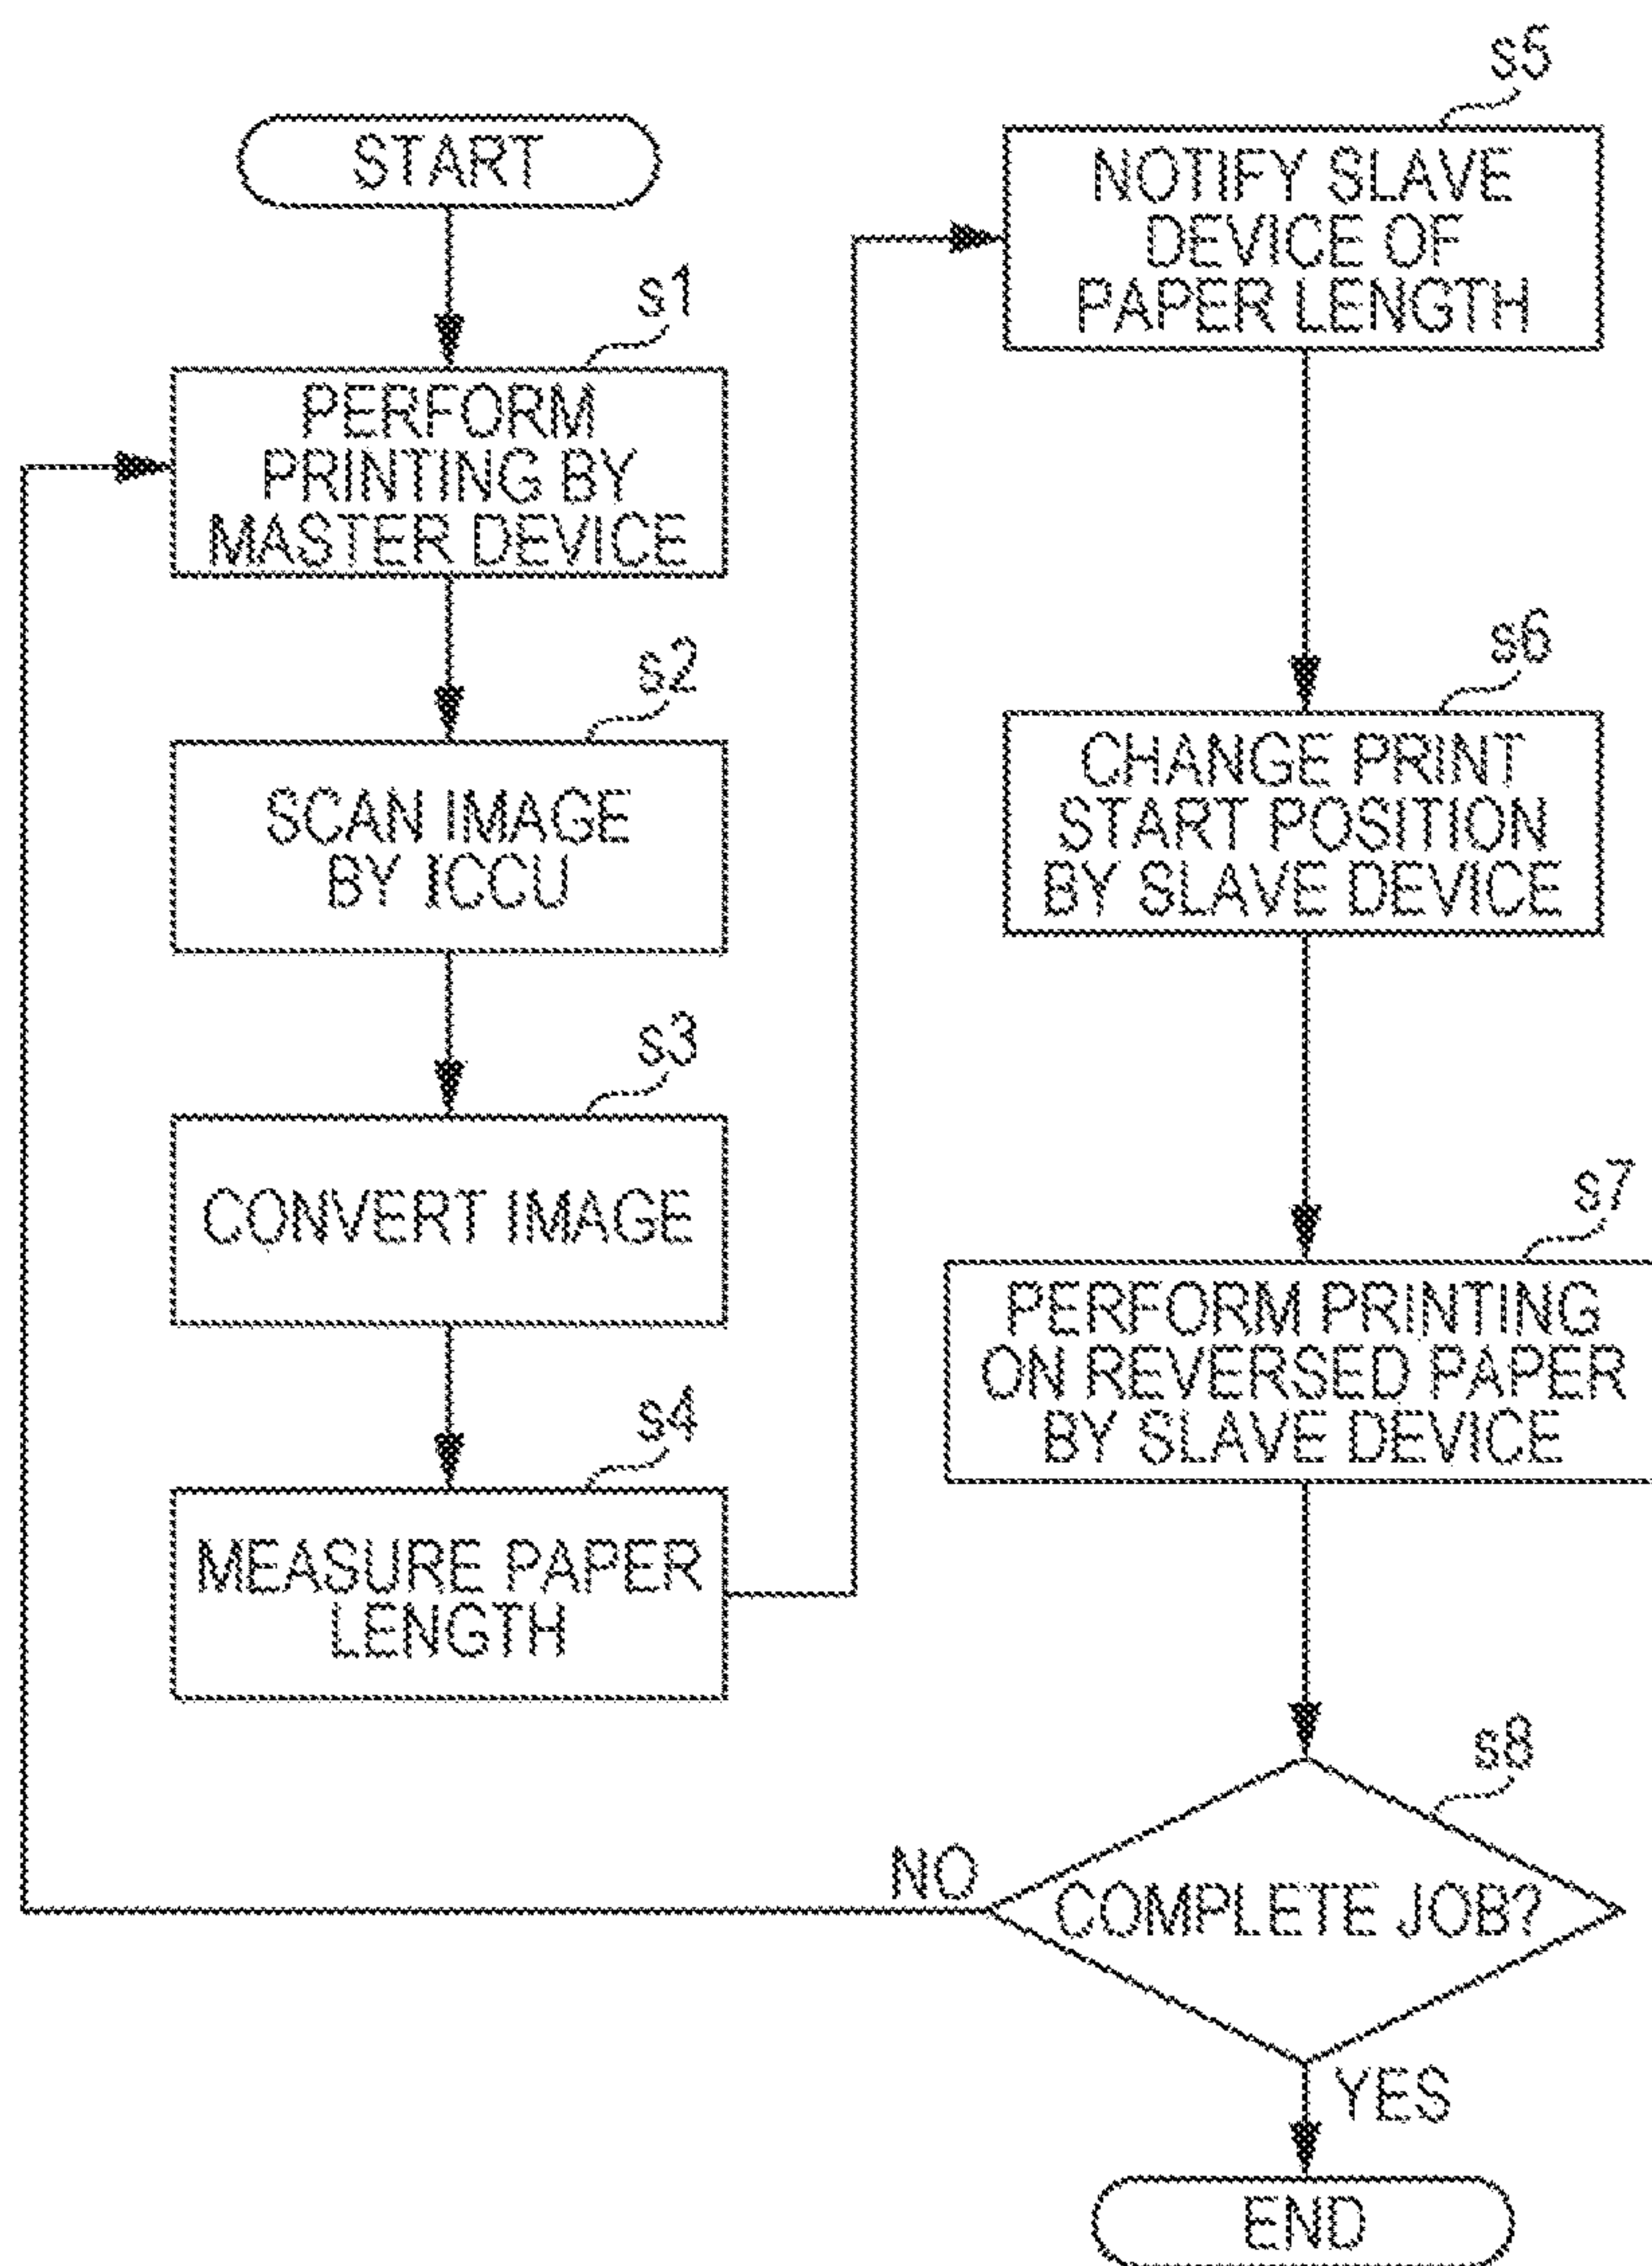 START
s1
PERFORM
PRINTING BY
MASTER DEVICE
s2
SCAN IMAGE
BY ICCU
s3
CONVERT IMAGE
s4
MEASURE PAPER
LENGTH
s5
NOTIFY SLAVE
DEVICE OF
PAPER LENGTH
s6
CHANGE PRINT
START POSITION
BY SLAVE DEVICE
s7
PERFORM PRINTING
ON REVERSED PAPER
BY SLAVE DEVICE
s8
COMPLETE JOB?
NO
YES
END